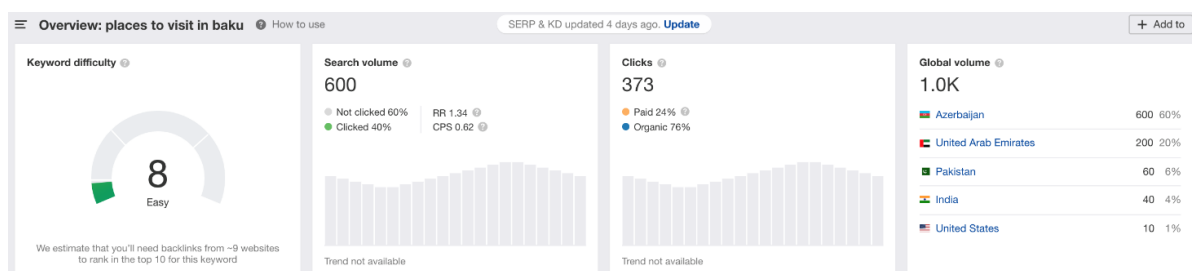 Overview: places to visit in baku ? How to use
SERP & KD updated 4 days ago. Update
+ Add to
Keyword difficulty ?
8
Easy
We estimate that you'll need backlinks from ~9 websites
to rank in the top 10 for this keyword
Search volume ?
600
Not clicked 60% RR 1.34 ?
Clicked 40% CPS 0.62 ?
Trend not available
Clicks ?
373
Paid 24% ?
Organic 76%
Trend not available
Global volume ?
1.0K
Azerbaijan 600 60%
United Arab Emirates 200 20%
Pakistan 60 6%
India 40 4%
United States 10 1%